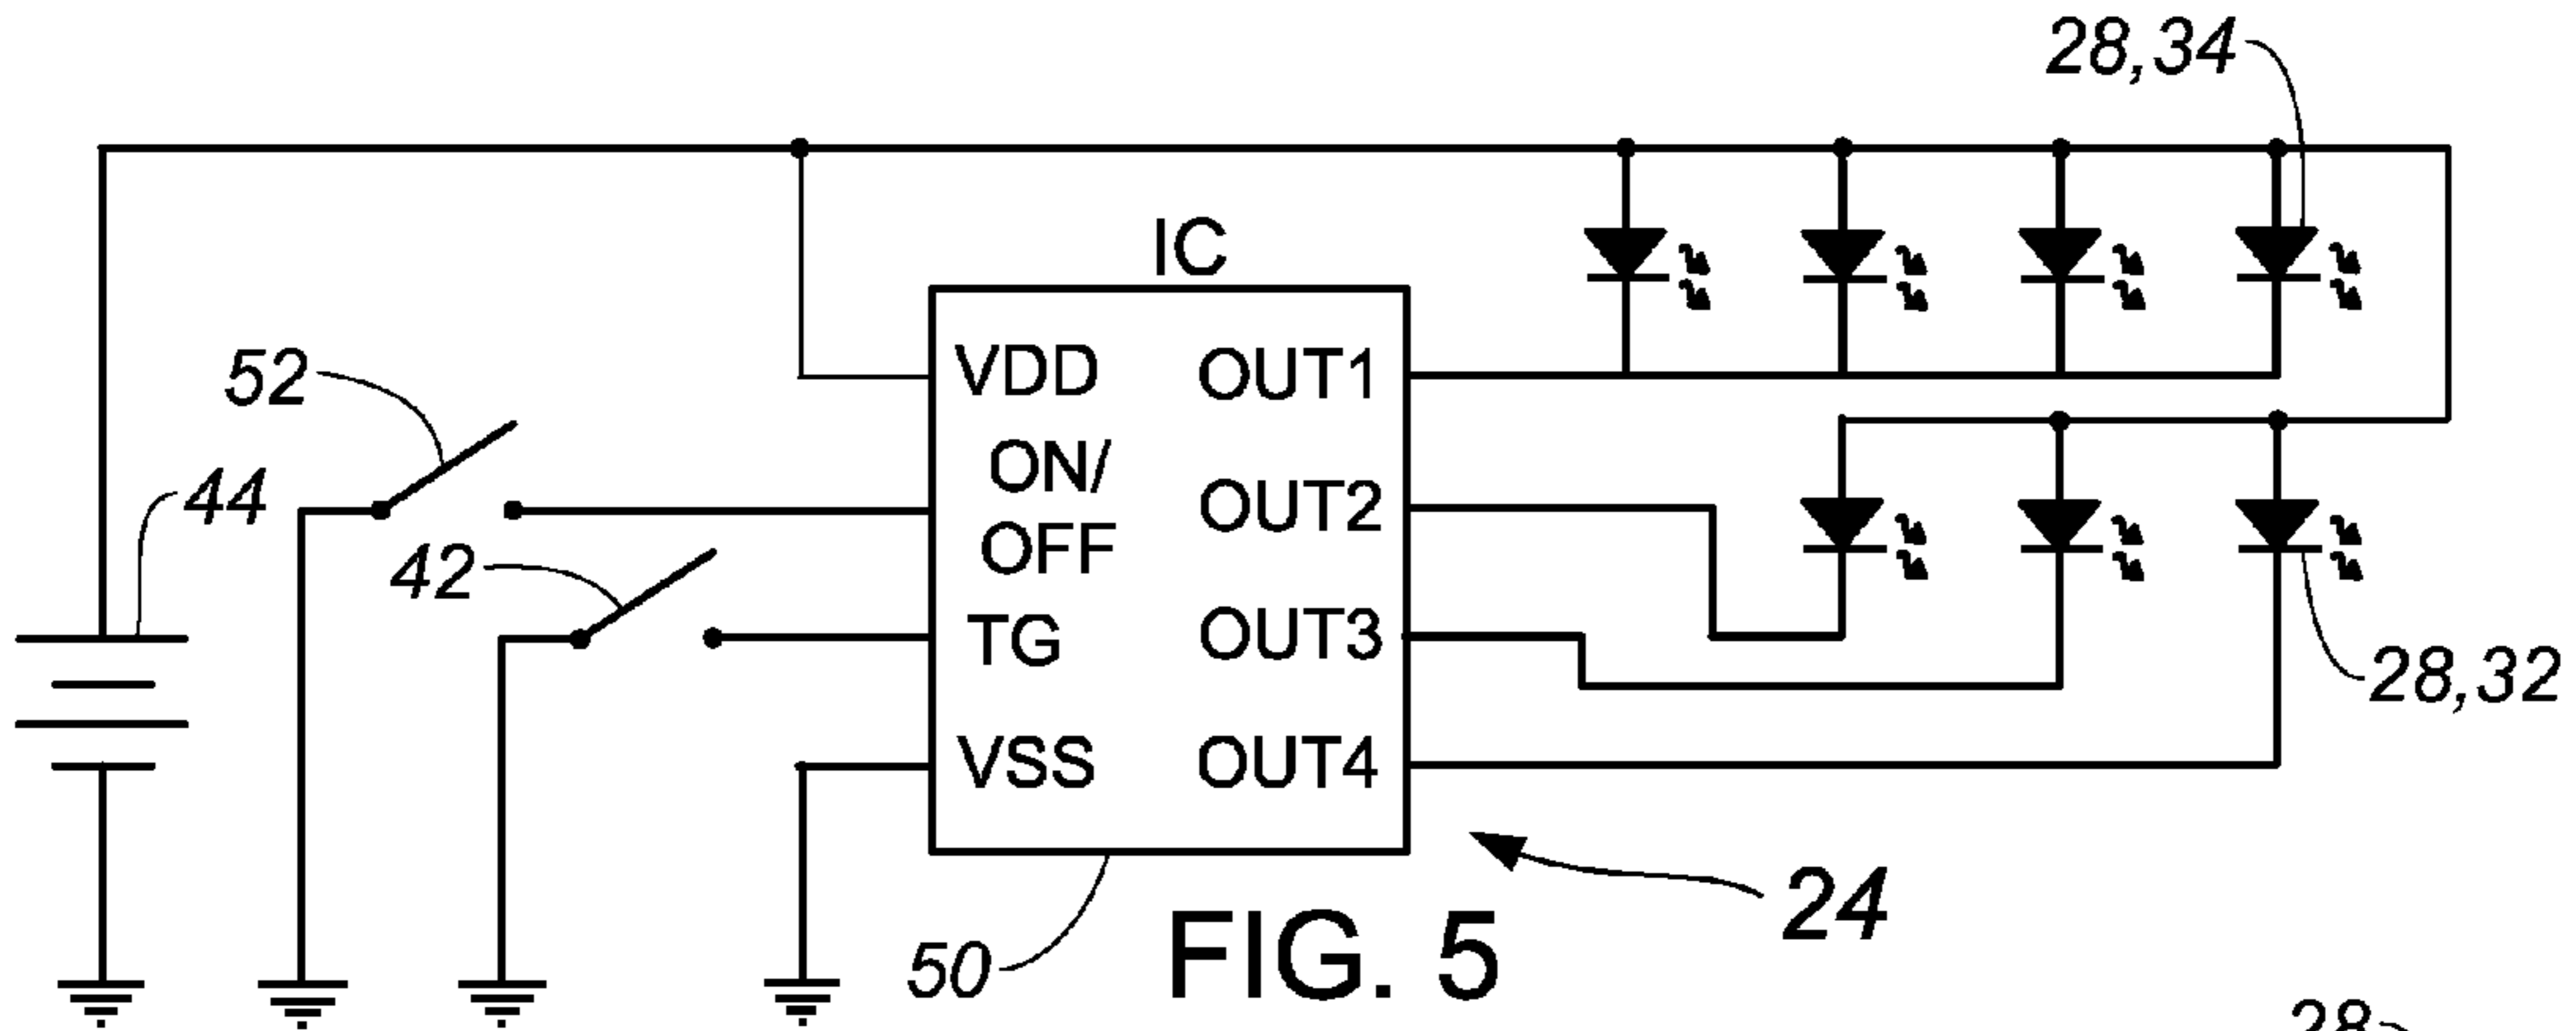 28,34
IC
52
VDD
OUT1
44
ON/
OFF
OUT2
42
TG
OUT3
28,32
VSS
OUT4
24
50
FIG. 5
28